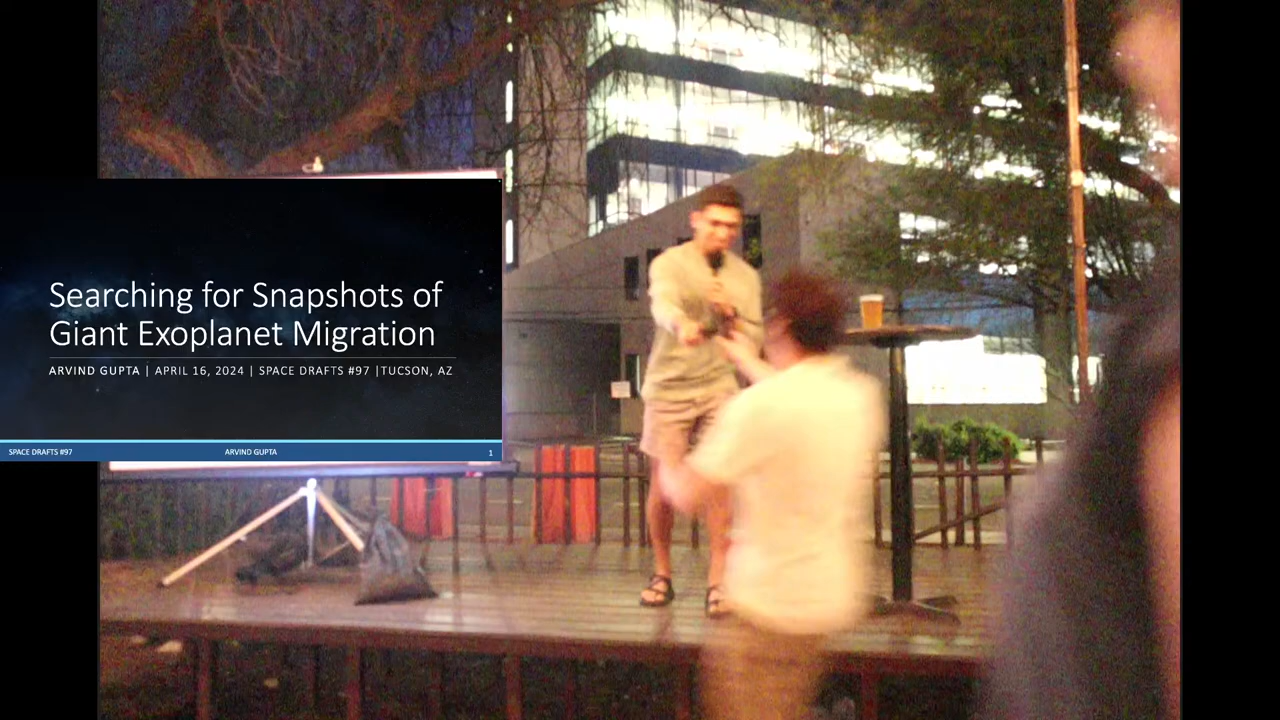 Searching for Snapshots of
Giant Exoplanet Migration
ARVIND GUPTA | APRIL 16, 2024 | SPACE DRAFTS #97 |TUCSON, AZ
SPACE DRAFTS #97 ARVIND GUPTA 1